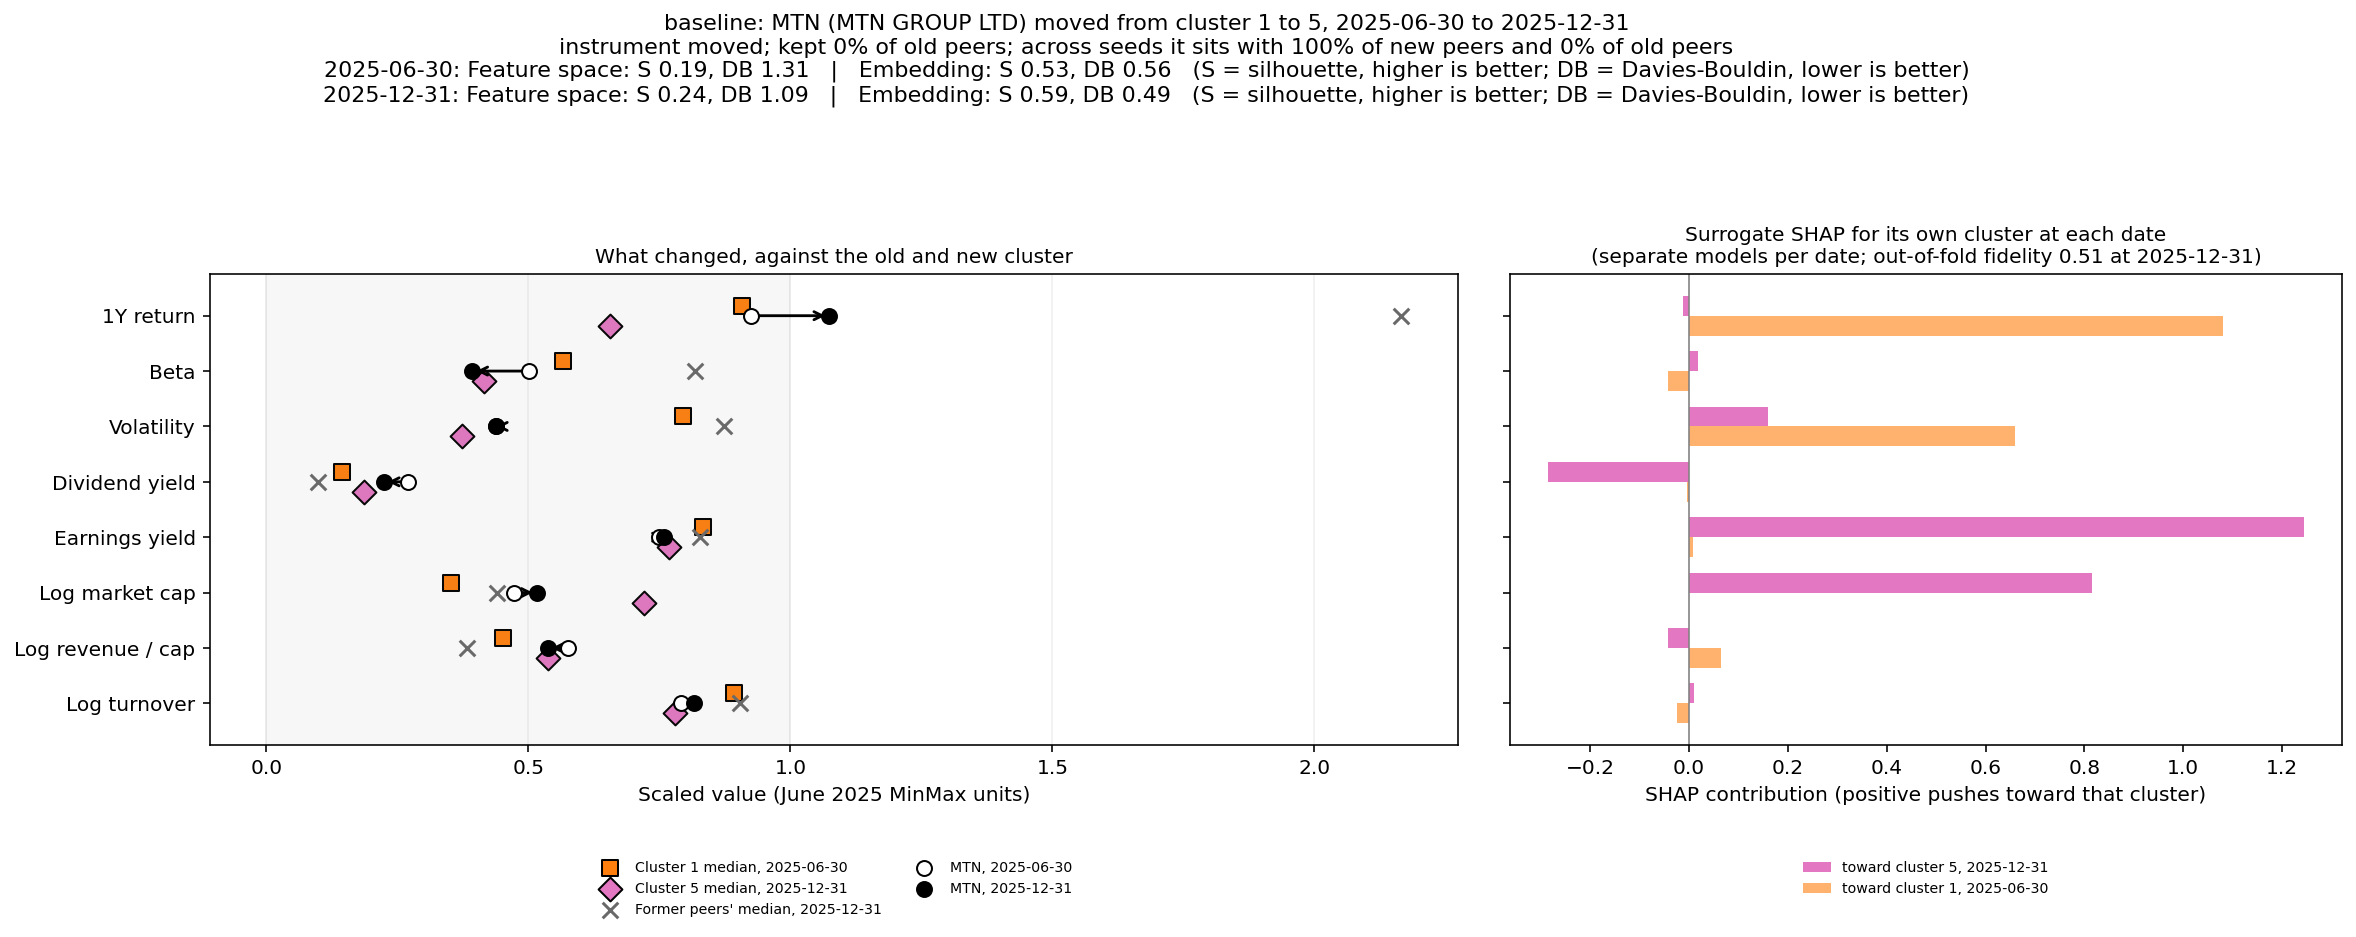 baseline: MTN (MTN GROUP LTD) moved from cluster 1 to 5, 2025-06-30 to 2025-12-31
instrument moved; kept 0% of old peers; across seeds it sits with 100% of new peers and 0% of old peers
2025-06-30: Feature space: S 0.19, DB 1.31   |   Embedding: S 0.53, DB 0.56   (S = silhouette, higher is better; DB = Davies-Bouldin, lower is better)
2025-12-31: Feature space: S 0.24, DB 1.09   |   Embedding: S 0.59, DB 0.49   (S = silhouette, higher is better; DB = Davies-Bouldin, lower is better)
What changed, against the old and new cluster
1Y return
Beta
Volatility
Dividend yield
Earnings yield
Log market cap
Log revenue / cap
Log turnover
0.0 0.5 1.0 1.5 2.0
Scaled value (June 2025 MinMax units)
Cluster 1 median, 2025-06-30
Cluster 5 median, 2025-12-31
Former peers' median, 2025-12-31
MTN, 2025-06-30
MTN, 2025-12-31
Surrogate SHAP for its own cluster at each date
(separate models per date; out-of-fold fidelity 0.51 at 2025-12-31)
−0.2 0.0 0.2 0.4 0.6 0.8 1.0 1.2
SHAP contribution (positive pushes toward that cluster)
toward cluster 5, 2025-12-31
toward cluster 1, 2025-06-30